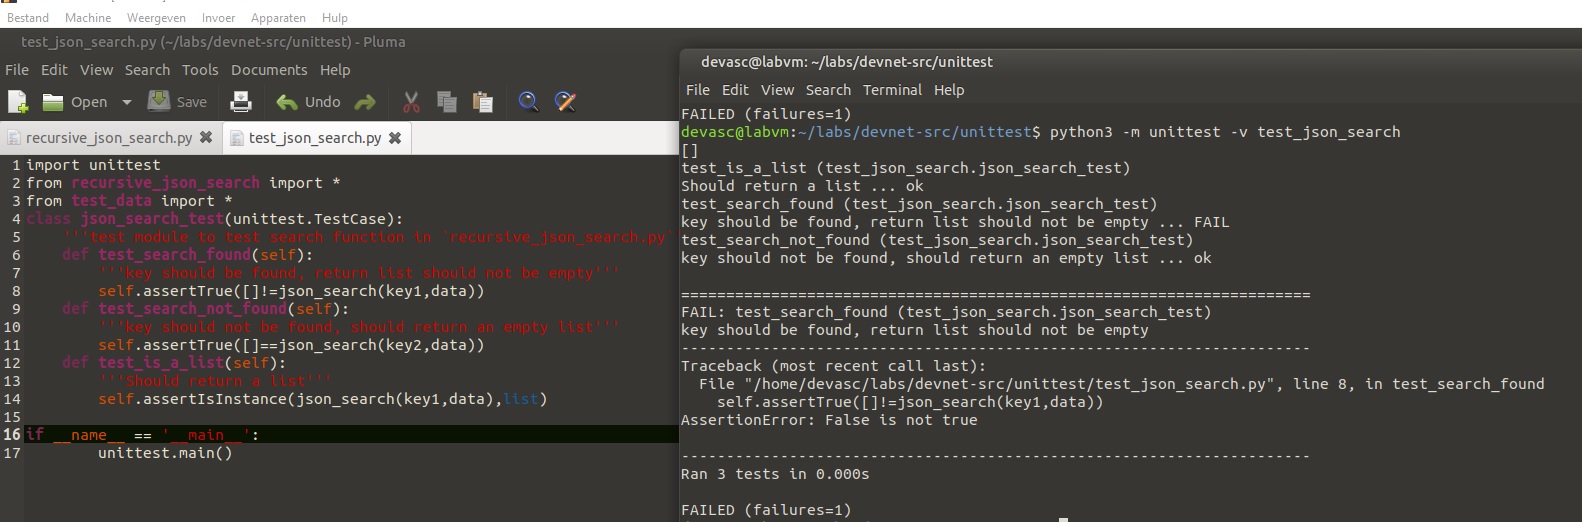 Bestand Machine Weergeven Invoer Apparaten Hulp
test_json_search.py (~/labs/devnet-src/unittest) - Pluma
File Edit View Search Tools Documents Help
Open Save Undo
recursive_json_search.py test_json_search.py
1 import unittest
2 from recursive_json_search import *
3 from test_data import *
4 class json_search_test(unittest.TestCase):
5     '''test module to test search function in `recursive_json_search.py`
6     def test_search_found(self):
7         '''key should be found, return list should not be empty'''
8         self.assertTrue([]!=json_search(key1,data))
9     def test_search_not_found(self):
10         '''key should not be found, should return an empty list'''
11         self.assertTrue([]==json_search(key2,data))
12     def test_is_a_list(self):
13         '''Should return a list'''
14         self.assertIsInstance(json_search(key1,data),list)
15
16 if __name__ == '__main__':
17         unittest.main()
devasc@labvm: ~/labs/devnet-src/unittest
File Edit View Search Terminal Help
FAILED (failures=1)
devasc@labvm:~/labs/devnet-src/unittest$ python3 -m unittest -v test_json_search
[]
test_is_a_list (test_json_search.json_search_test)
Should return a list ... ok
test_search_found (test_json_search.json_search_test)
key should be found, return list should not be empty ... FAIL
test_search_not_found (test_json_search.json_search_test)
key should not be found, should return an empty list ... ok
======================================================================
FAIL: test_search_found (test_json_search.json_search_test)
key should be found, return list should not be empty
----------------------------------------------------------------------
Traceback (most recent call last):
  File "/home/devasc/labs/devnet-src/unittest/test_json_search.py", line 8, in test_search_found
    self.assertTrue([]!=json_search(key1,data))
AssertionError: False is not true
----------------------------------------------------------------------
Ran 3 tests in 0.000s
FAILED (failures=1)